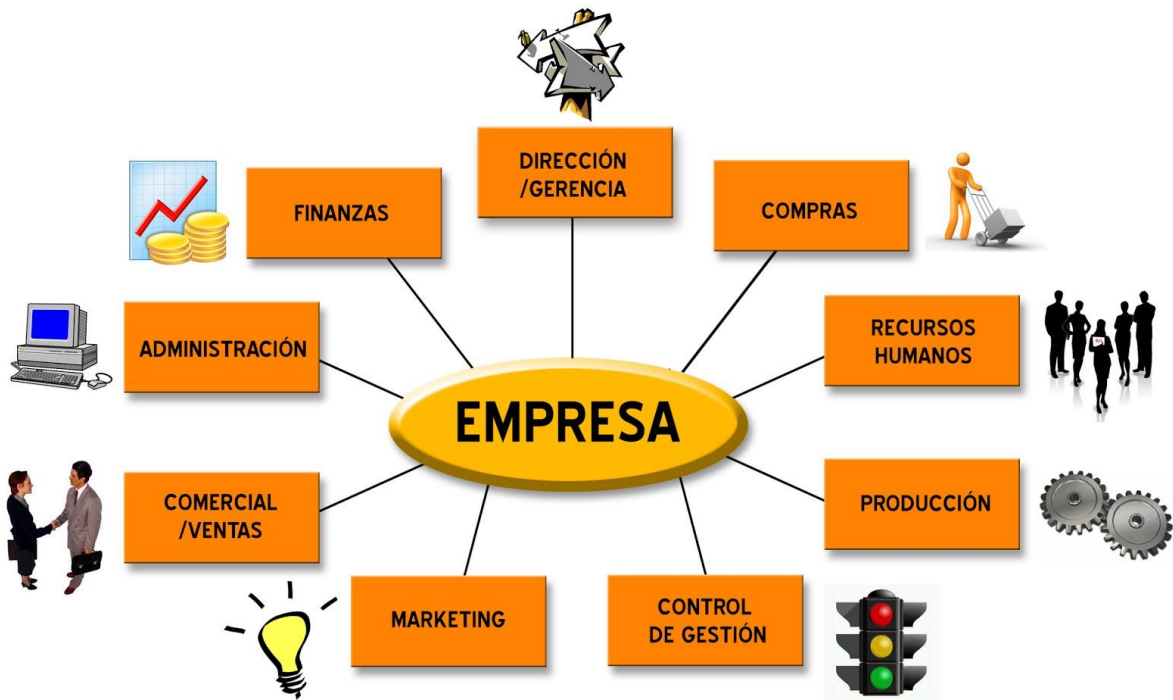 DIRECCIÓN
/GERENCIA
FINANZAS
COMPRAS
ADMINISTRACIÓN
RECURSOS
HUMANOS
EMPRESA
COMERCIAL
/VENTAS
PRODUCCIÓN
MARKETING
CONTROL
DE GESTIÓN